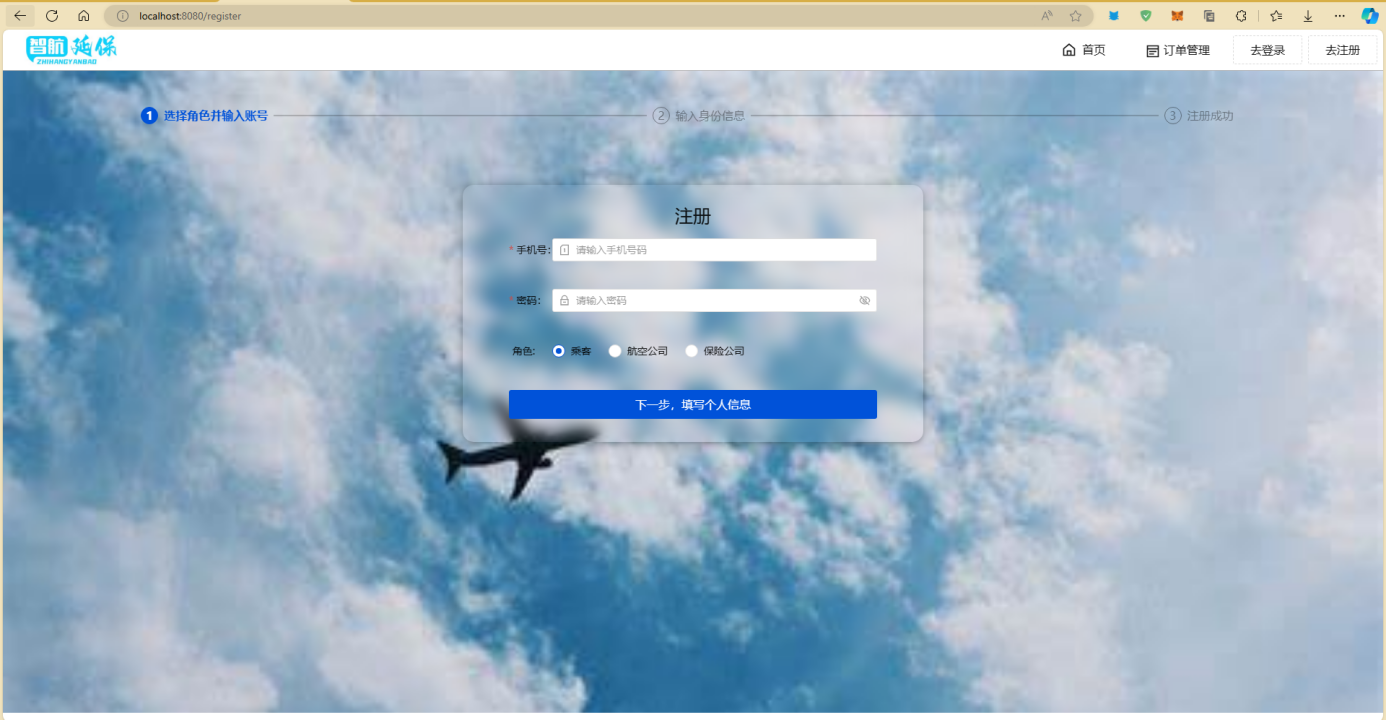 localhost:8080/register
智航延保
ZHIHANGYANBAO
首页 订单管理 去登录 去注册
1 选择角色并输入账号 2 输入身份信息 3 注册成功
注册
* 手机号: 请输入手机号码
* 密码: 请输入密码
角色: 乘客 航空公司 保险公司
下一步，填写个人信息